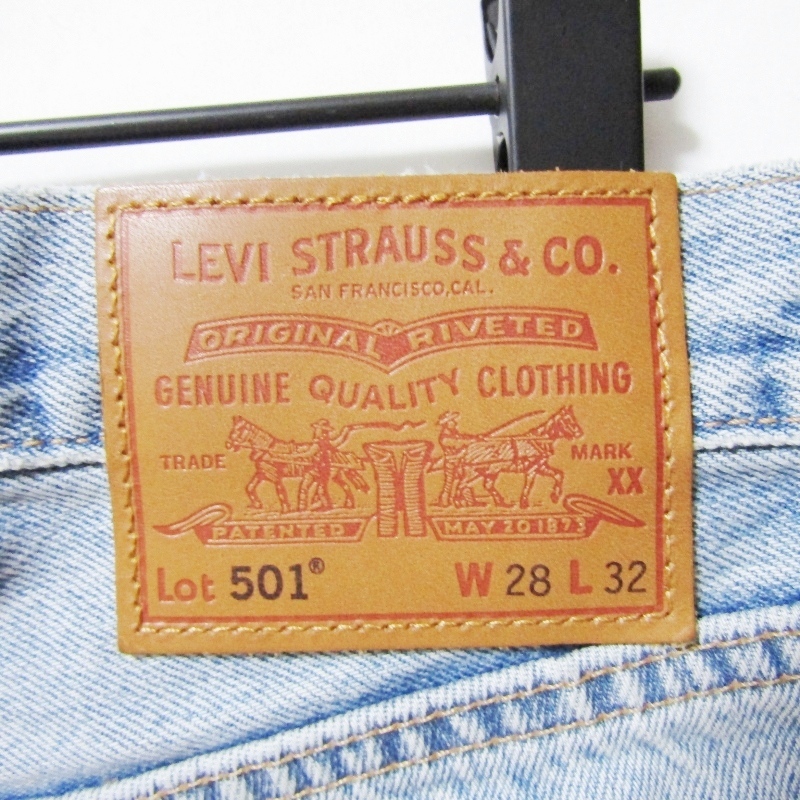 LEVI STRAUSS & CO.
SAN FRANCISCO, CAL.
ORIGINAL RIVETED
GENUINE QUALITY CLOTHING
TRADE MARK
XX
PATENTED MAY 20 1873
Lot 501® W 28 L 32